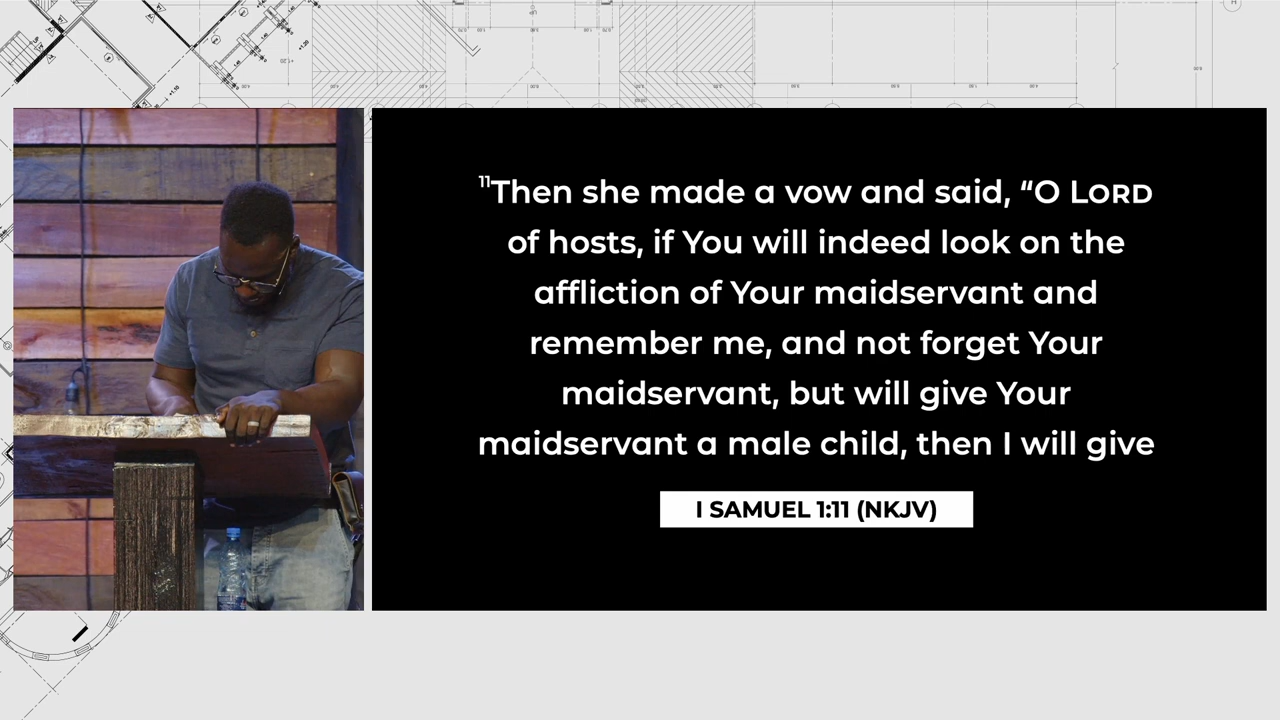 ¹¹Then she made a vow and said, “O LORD
of hosts, if You will indeed look on the
affliction of Your maidservant and
remember me, and not forget Your
maidservant, but will give Your
maidservant a male child, then I will give
I SAMUEL 1:11 (NKJV)